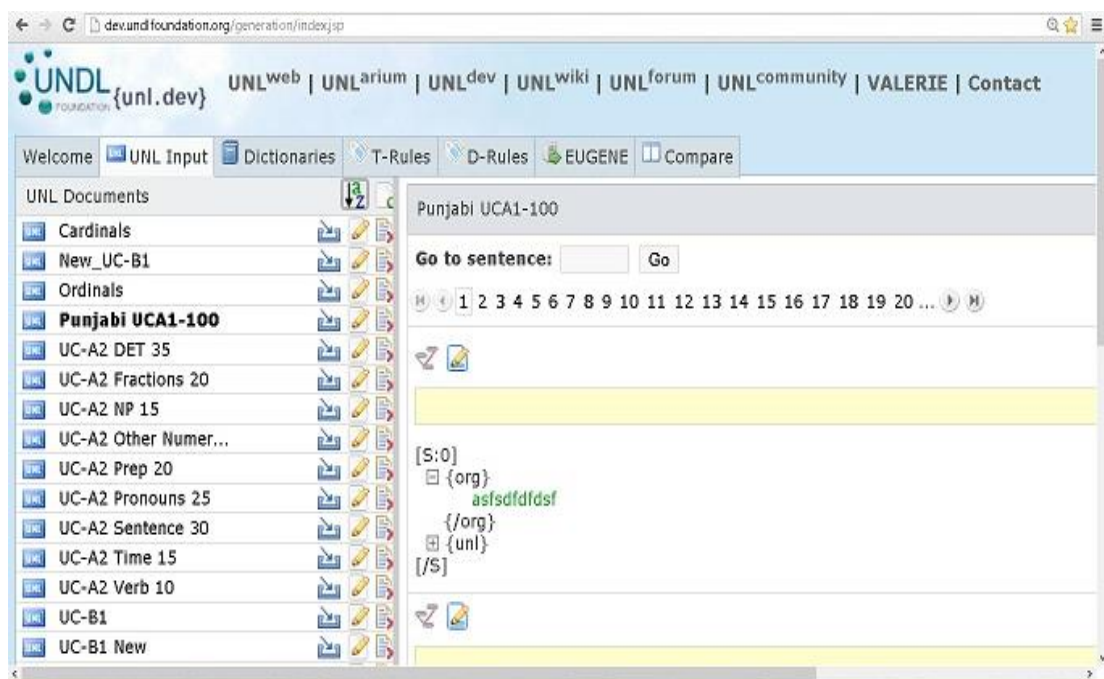 dev.undlfoundation.org/generation/index.jsp
UNDL FOUNDATION {unl.dev}
UNLweb | UNLarium | UNLdev | UNLwiki | UNLforum | UNLcommunity | VALERIE | Contact
Welcome UNL Input Dictionaries T-Rules D-Rules EUGENE Compare
UNL Documents
Cardinals
New_UC-B1
Ordinals
Punjabi UCA1-100
UC-A2 DET 35
UC-A2 Fractions 20
UC-A2 NP 15
UC-A2 Other Numer...
UC-A2 Prep 20
UC-A2 Pronouns 25
UC-A2 Sentence 30
UC-A2 Time 15
UC-A2 Verb 10
UC-B1
UC-B1 New
Punjabi UCA1-100
Go to sentence: Go
1 2 3 4 5 6 7 8 9 10 11 12 13 14 15 16 17 18 19 20 ...
[S:0]
{org}
asfsdfdfdsf
{/org}
{unl}
[/S]